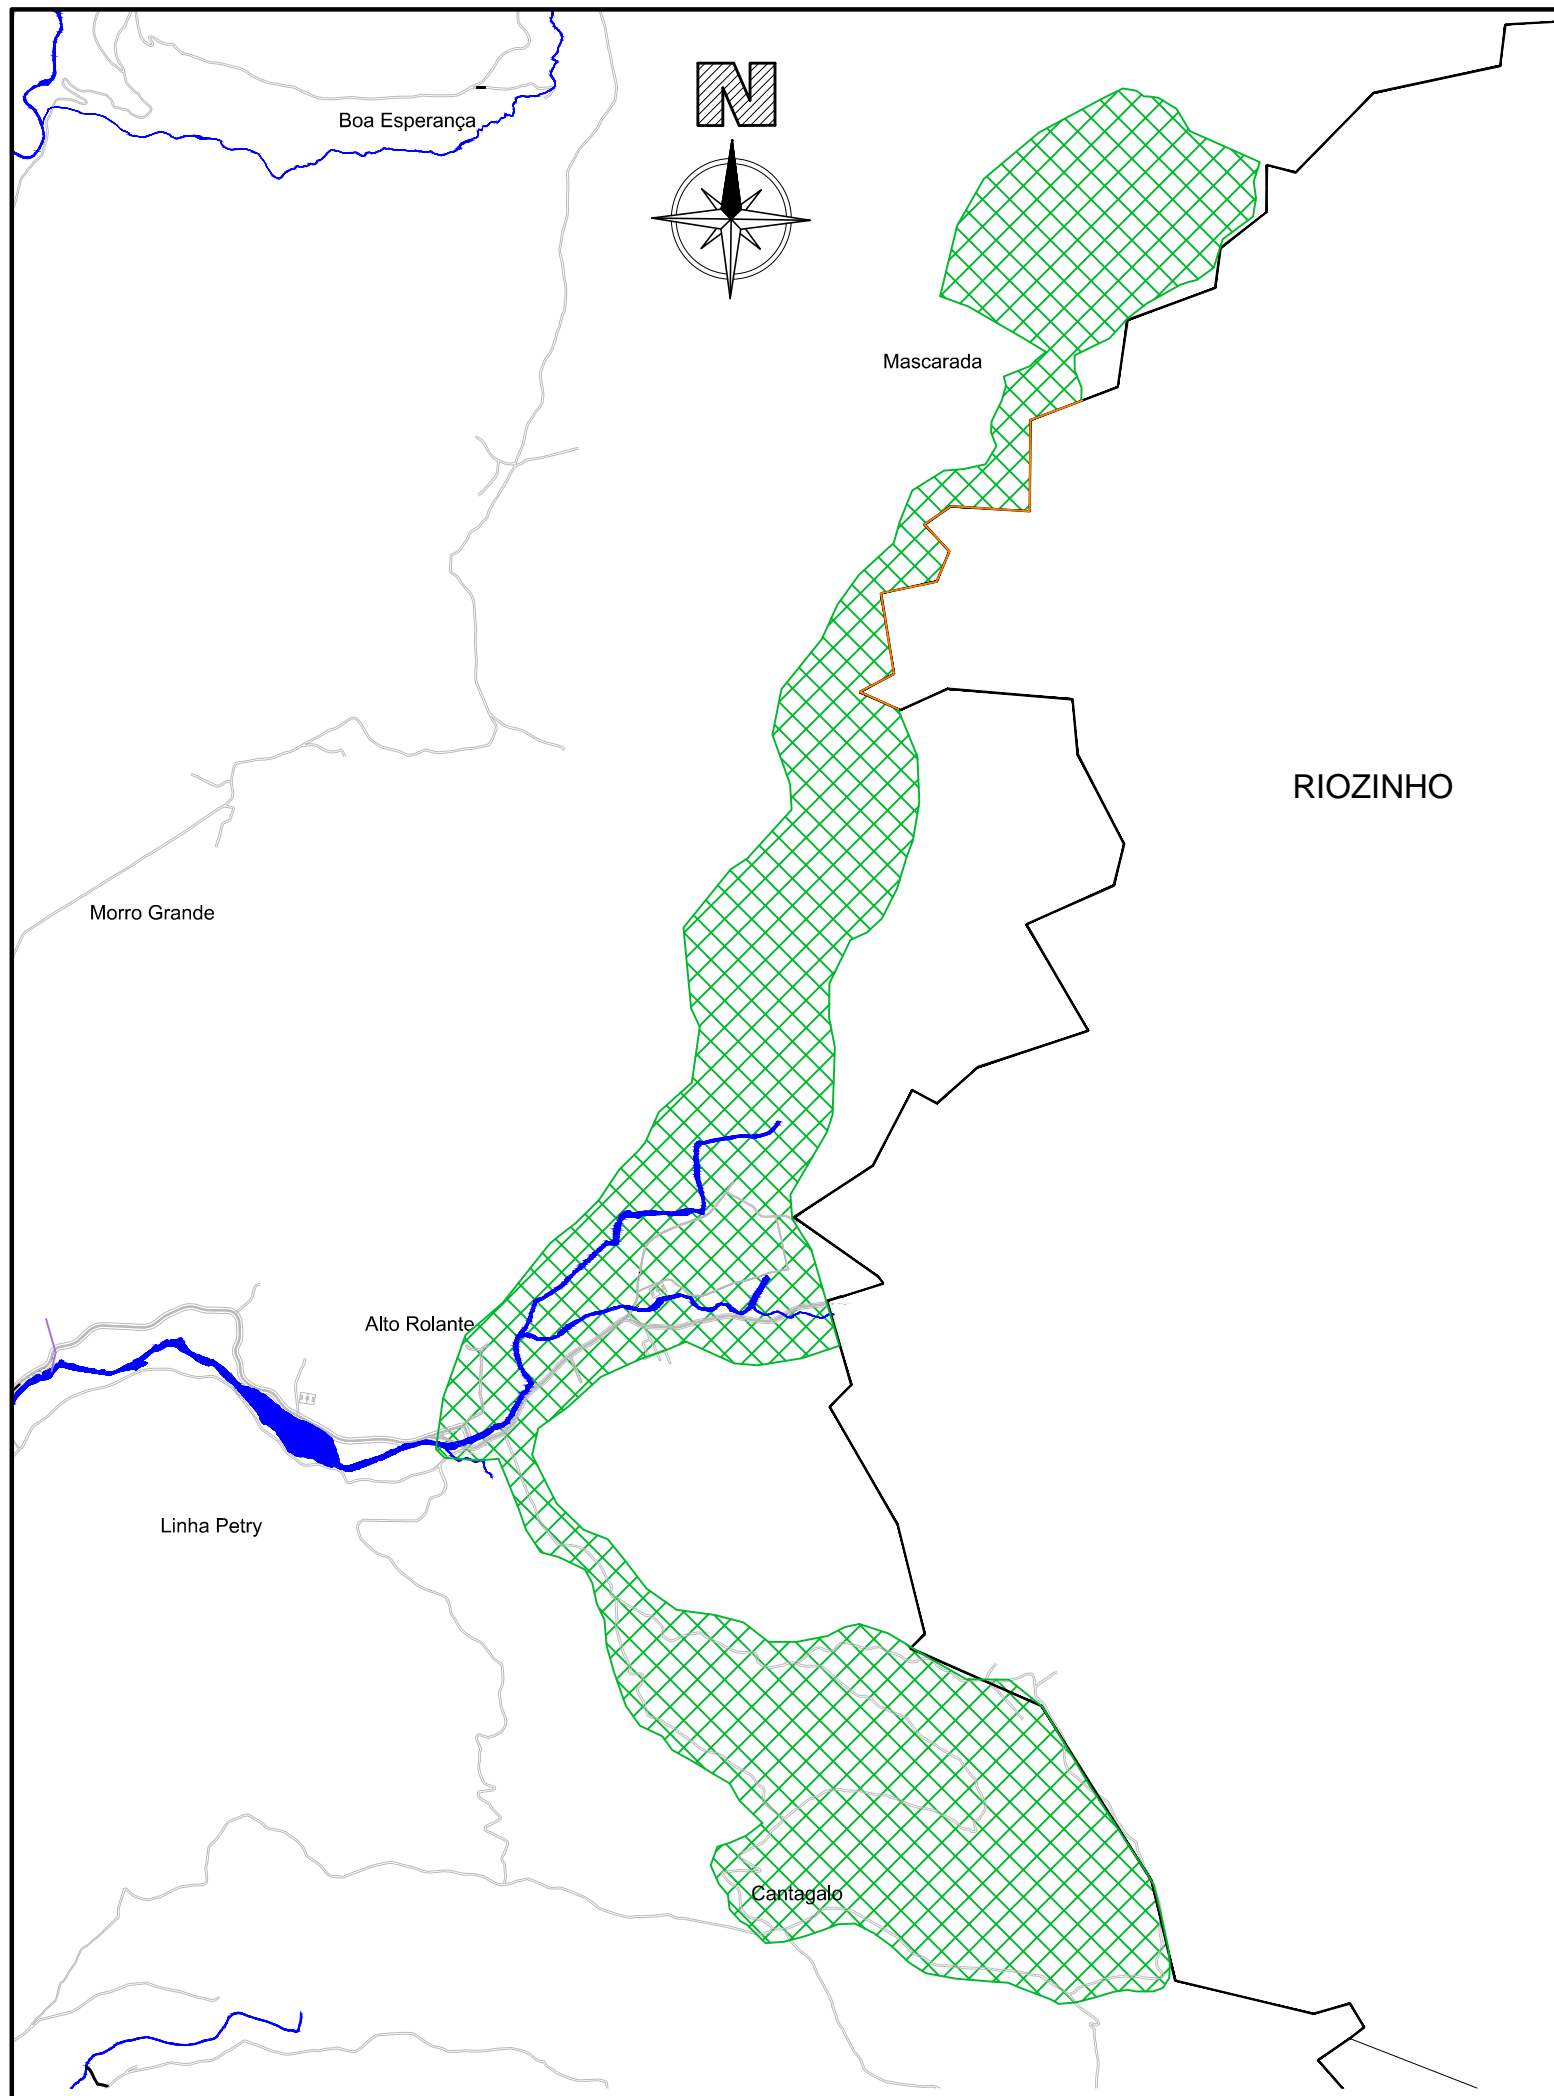 N
Boa Esperança
Mascarada
RIOZINHO
Morro Grande
Alto Rolante
Linha Petry
Cantagalo